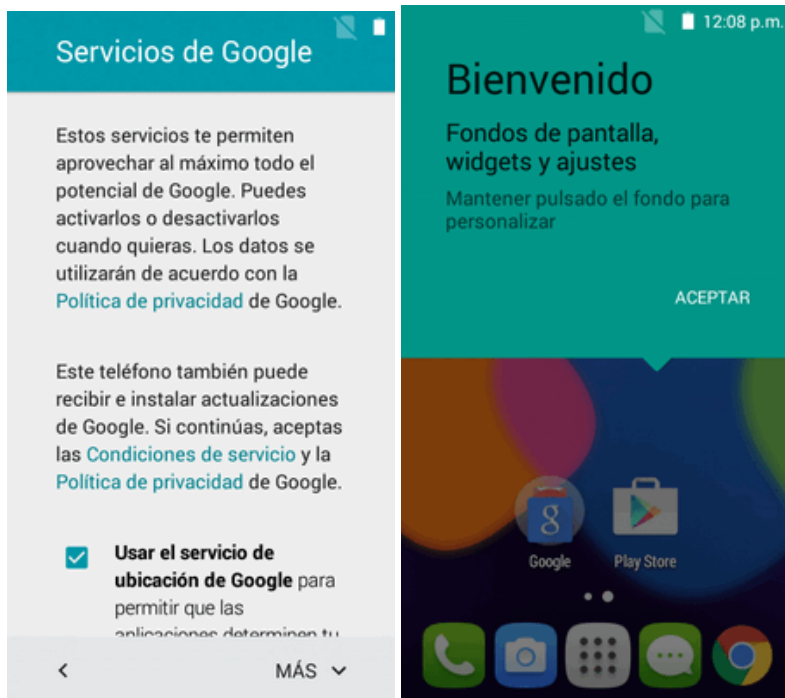 Servicios de Google
Estos servicios te permiten
aprovechar al máximo todo el
potencial de Google. Puedes
activarlos o desactivarlos
cuando quieras. Los datos se
utilizarán de acuerdo con la
Política de privacidad de Google.
Este teléfono también puede
recibir e instalar actualizaciones
de Google. Si continúas, aceptas
las Condiciones de servicio y la
Política de privacidad de Google.
Usar el servicio de
ubicación de Google para
permitir que las
aplicaciones determinen tu
MÁS
12:08 p.m.
Bienvenido
Fondos de pantalla,
widgets y ajustes
Mantener pulsado el fondo para
personalizar
ACEPTAR
g
Google
Play Store